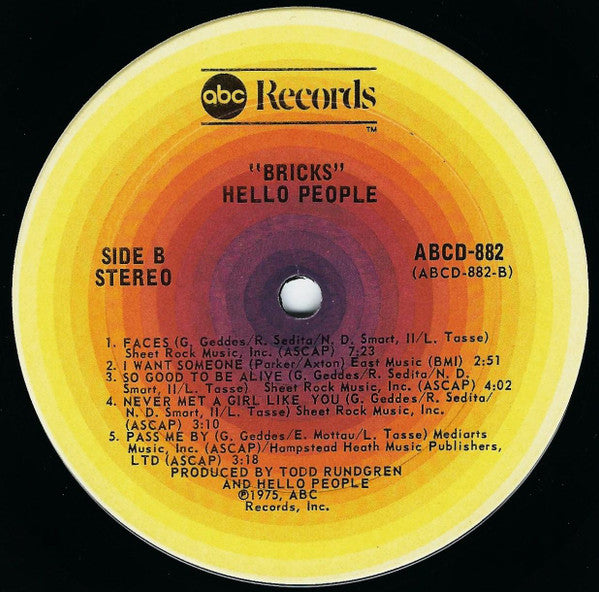 abc Records
TM
"BRICKS"
HELLO PEOPLE
SIDE B
STEREO
ABCD-882
(ABCD-882-B)
1. FACES (G. Geddes/R. Sedita/N. D. Smart, II/L. Tasse)
Sheet Rock Music, Inc. (ASCAP) 7:23
2. I WANT SOMEONE (Parker/Axton) East Music (BMI) 2:51
3. SO GOOD TO BE ALIVE (G. Geddes/R. Sedita/N. D.
Smart, II/L. Tasse) Sheet Rock Music, Inc. (ASCAP) 4:02
4. NEVER MET A GIRL LIKE YOU (G. Geddes/R. Sedita/
N. D. Smart, II/L. Tasse) Sheet Rock Music, Inc.
(ASCAP) 3:10
5. PASS ME BY (G. Geddes/E. Mottau/L. Tasse) Mediarts
Music, Inc. (ASCAP)/Hampstead Heath Music Publishers,
LTD (ASCAP) 3:18
PRODUCED BY TODD RUNDGREN
AND HELLO PEOPLE
℗1975, ABC
Records, Inc.